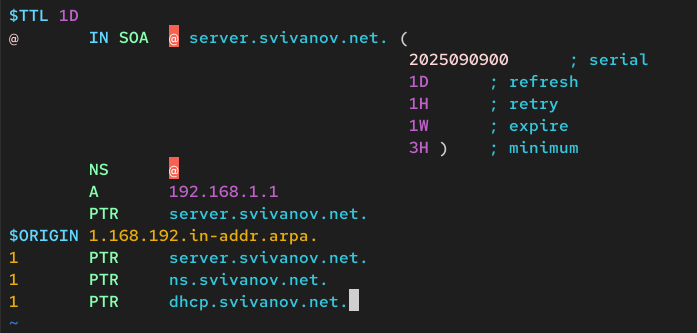 $TTL 1D
@ IN SOA @ server.svivanov.net. (
2025090900 ; serial
1D ; refresh
1H ; retry
1W ; expire
3H ) ; minimum
NS @
A 192.168.1.1
PTR server.svivanov.net.
$ORIGIN 1.168.192.in-addr.arpa.
1 PTR server.svivanov.net.
1 PTR ns.svivanov.net.
1 PTR dhcp.svivanov.net.
~